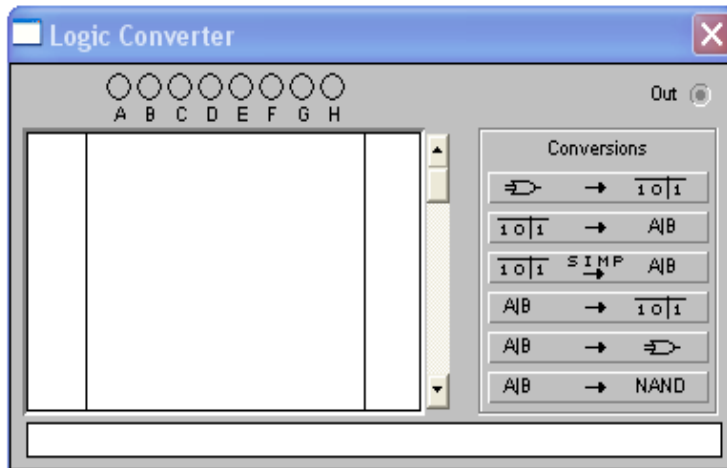 Logic Converter
A B C D E F G H
Out
Conversions
→ 1 0 | 1
1 0 | 1 → A|B
1 0 | 1 SIMP → A|B
A|B → 1 0 | 1
A|B →
A|B → NAND